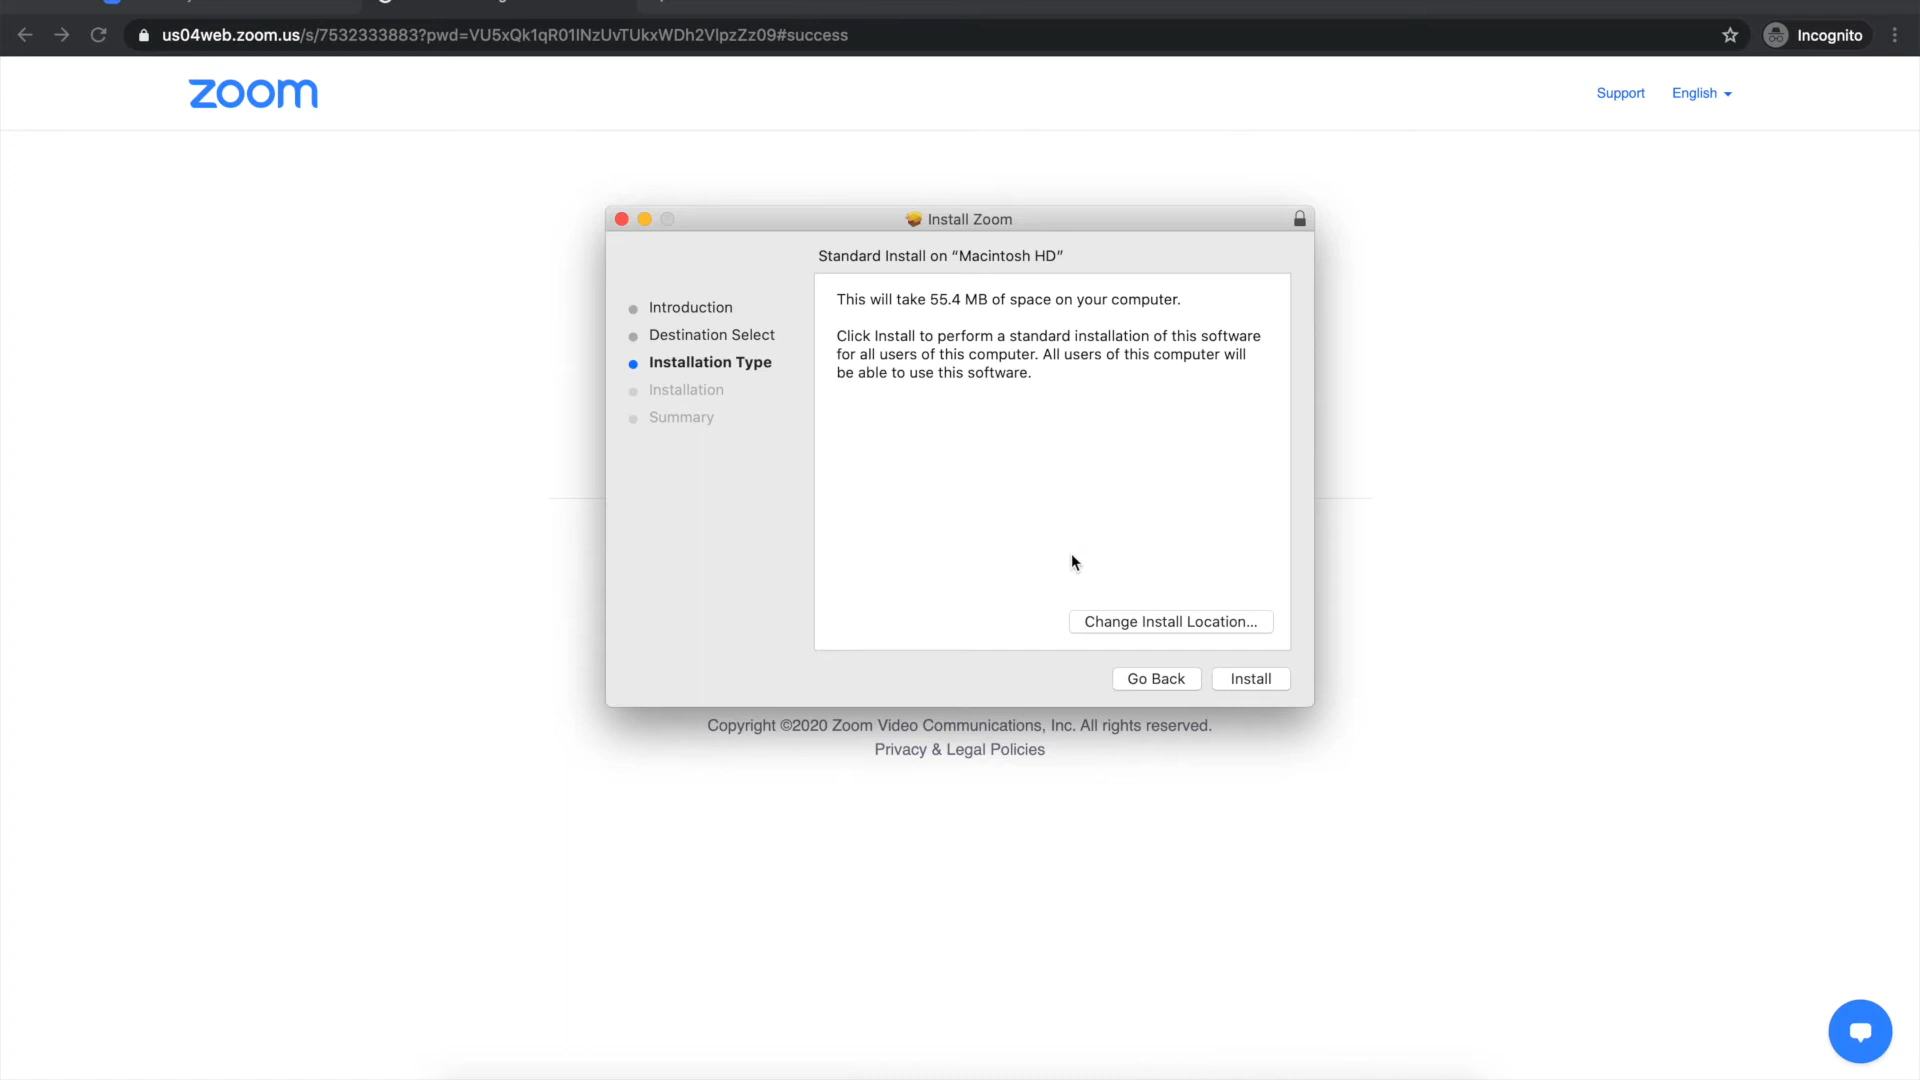 us04web.zoom.us/s/7532333883?pwd=VU5xQk1qR01INzUvTUkxWDh2VlpzZz09#success
Incognito
zoom
Support
English
Install Zoom
Standard Install on “Macintosh HD”
Introduction
Destination Select
Installation Type
Installation
Summary
This will take 55.4 MB of space on your computer.
Click Install to perform a standard installation of this software
for all users of this computer. All users of this computer will
be able to use this software.
Change Install Location...
Go Back
Install
Copyright ©2020 Zoom Video Communications, Inc. All rights reserved.
Privacy & Legal Policies